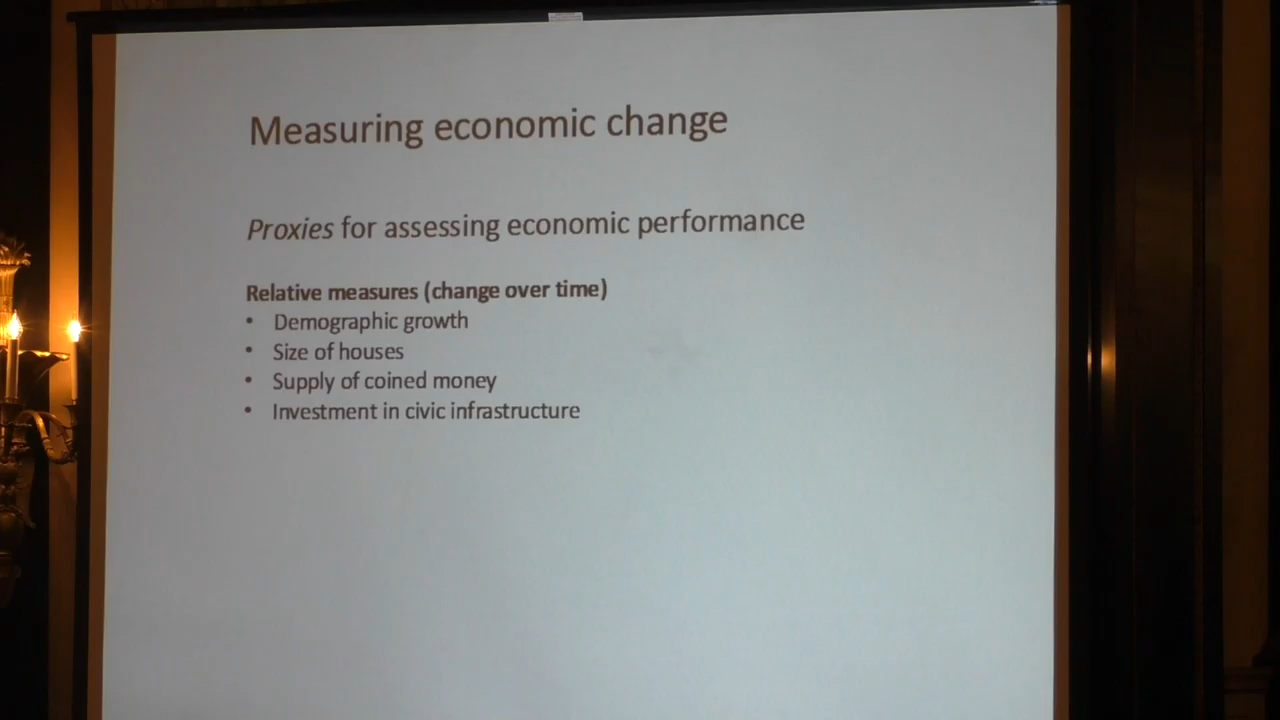 Measuring economic change
Proxies for assessing economic performance
Relative measures (change over time)
• Demographic growth
• Size of houses
• Supply of coined money
• Investment in civic infrastructure